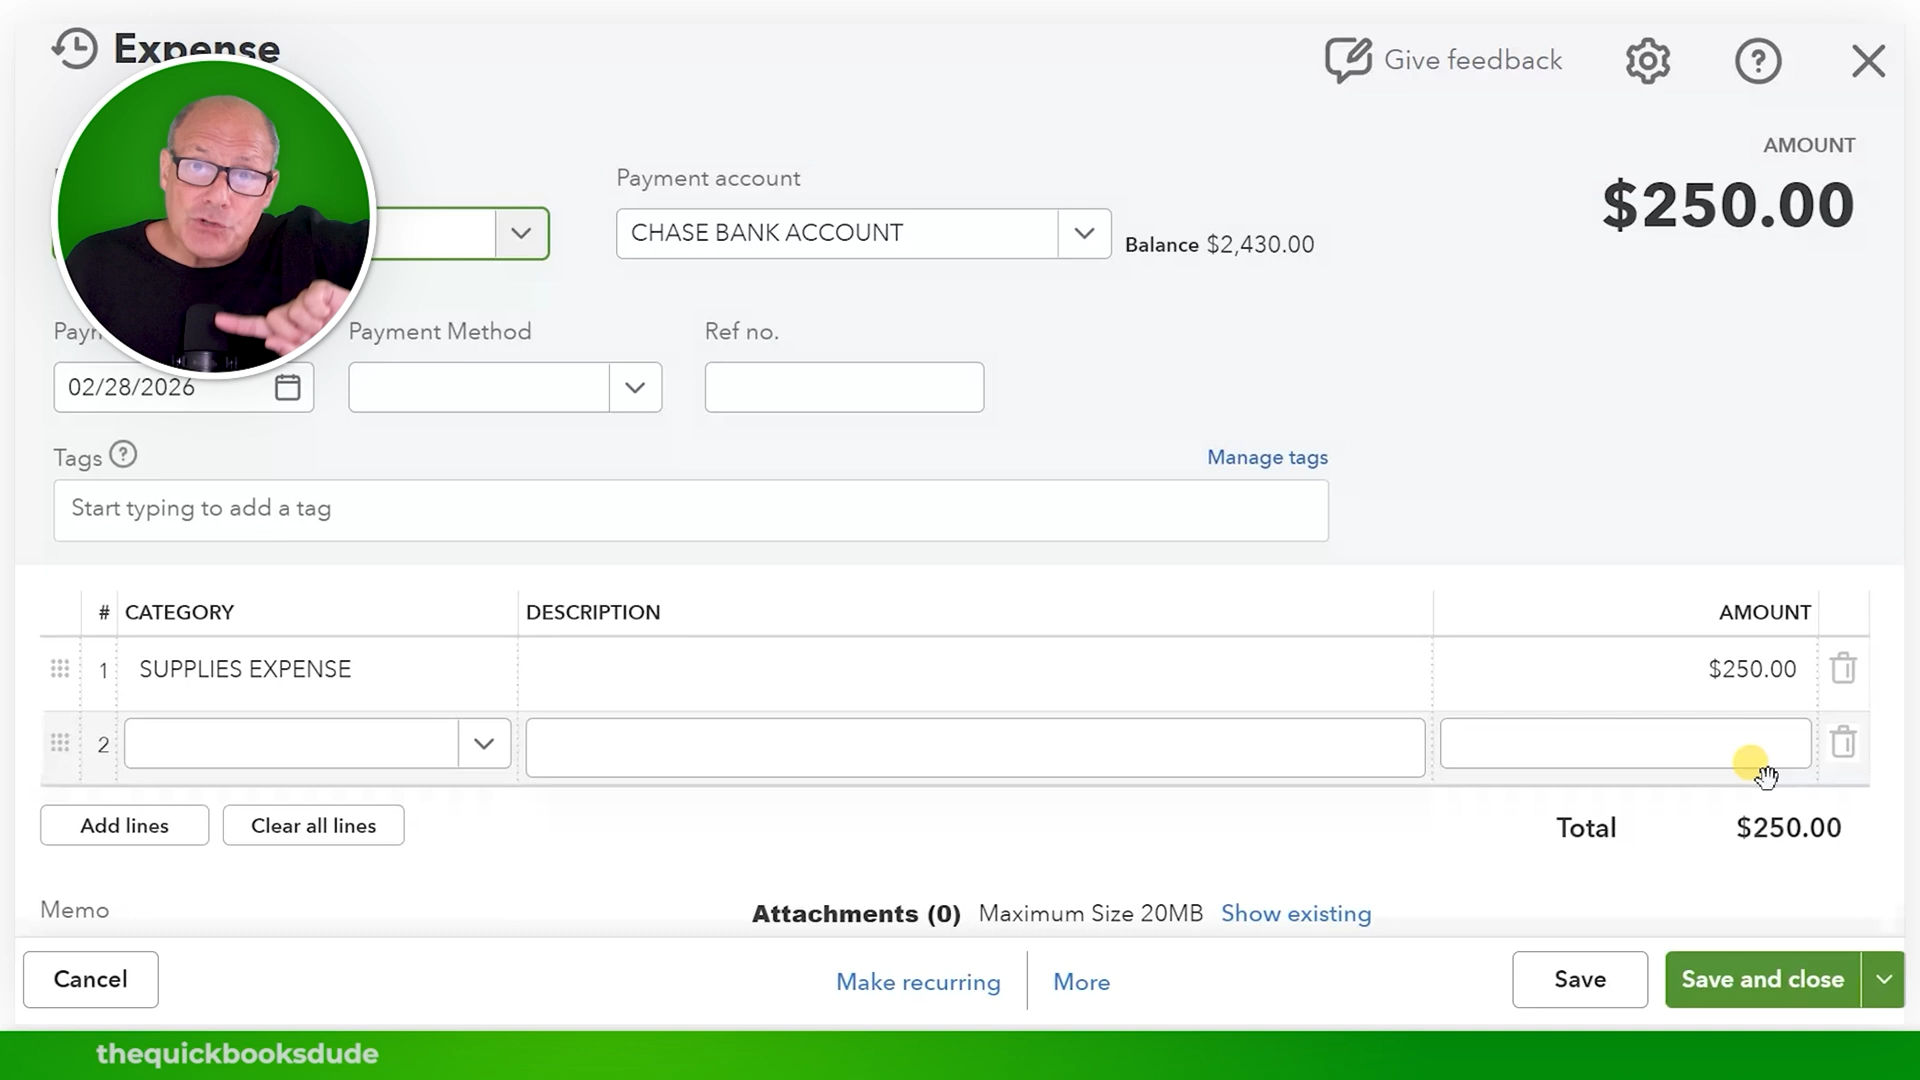 Expense
Give feedback
AMOUNT
$250.00
Payment account
CHASE BANK ACCOUNT
Balance $2,430.00
Payment Method
Ref no.
02/28/2026
Tags
Manage tags
Start typing to add a tag
# CATEGORY DESCRIPTION AMOUNT
1 SUPPLIES EXPENSE $250.00
2
Add lines Clear all lines Total $250.00
Memo
Attachments (0) Maximum Size 20MB Show existing
Cancel Make recurring More Save Save and close
thequickbooksdude